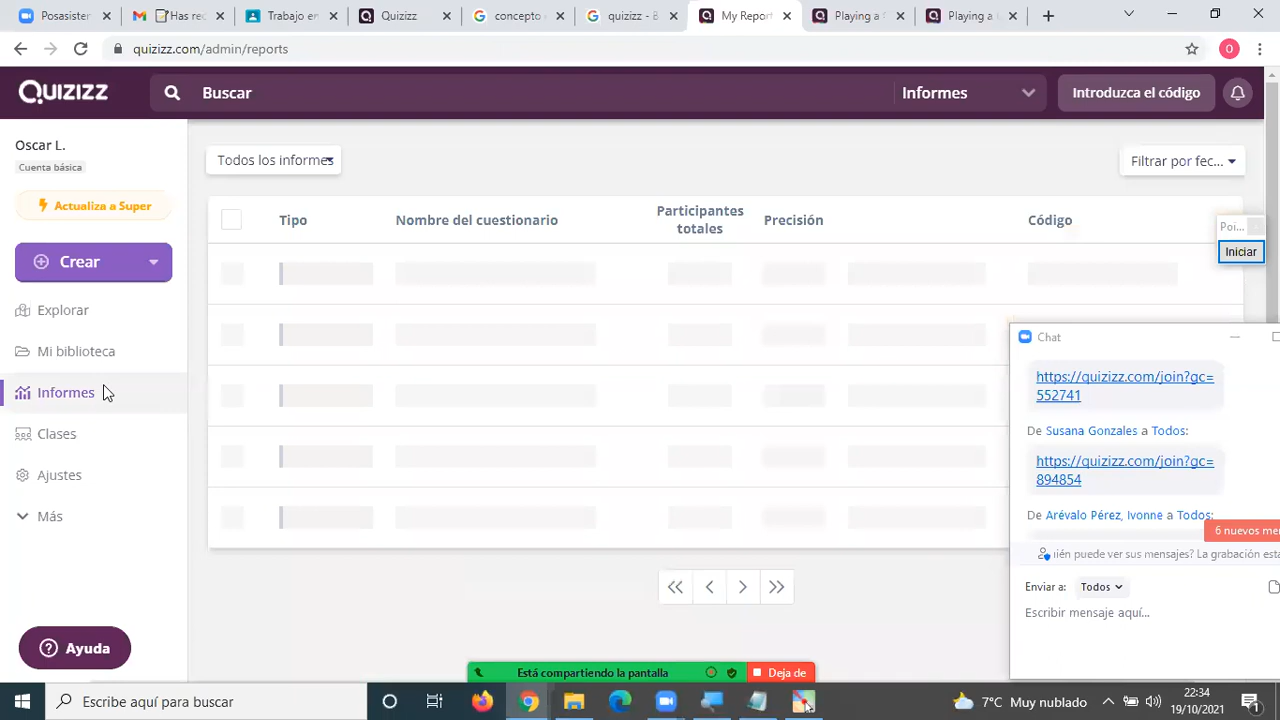 Posasister
Has rec
Trabajo en
Quizizz
concepto
quizizz - B
My Repor
Playing a
Playing a
quizizz.com/admin/reports
O
Quizizz
Buscar
Informes
Introduzca el código
Oscar L.
Cuenta básica
Actualiza a Super
Crear
Explorar
Mi biblioteca
Informes
Clases
Ajustes
Más
Ayuda
Todos los informes
Filtrar por fec...
Tipo
Nombre del cuestionario
Participantes
totales
Precisión
Código
Poi...
Iniciar
Chat
https://quizizz.com/join?gc=
552741
De Susana Gonzales a Todos:
https://quizizz.com/join?gc=
894854
De Arévalo Pérez, Ivonne a Todos:
6 nuevos me
uién puede ver sus mensajes? La grabación esta
Enviar a: Todos
Escribir mensaje aquí...
Está compartiendo la pantalla
Deja de
Escribe aquí para buscar
7°C Muy nublado
22:34
19/10/2021
1